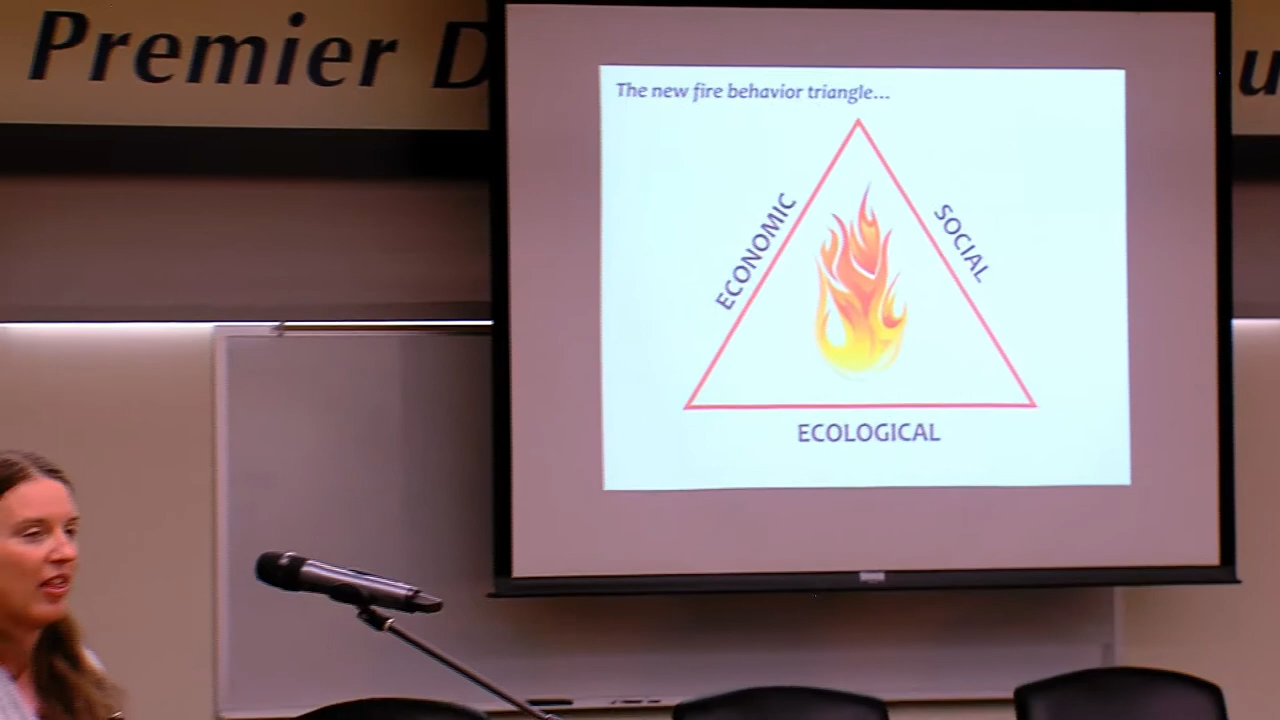 Premier D
u
The new fire behavior triangle...
ECONOMIC
SOCIAL
ECOLOGICAL